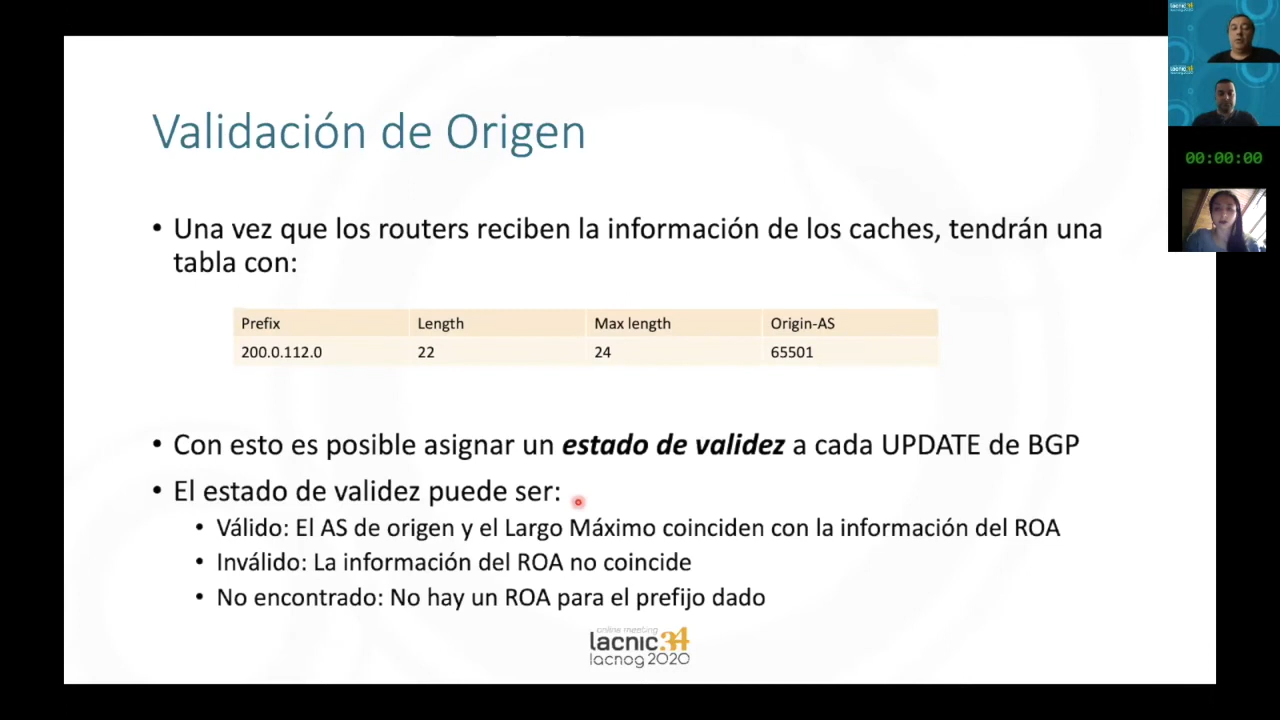 Validación de Origen
• Una vez que los routers reciben la información de los caches, tendrán una
tabla con:
Prefix Length Max length Origin-AS
200.0.112.0 22 24 65501
• Con esto es posible asignar un estado de validez a cada UPDATE de BGP
• El estado de validez puede ser:
• Válido: El AS de origen y el Largo Máximo coinciden con la información del ROA
• Inválido: La información del ROA no coincide
• No encontrado: No hay un ROA para el prefijo dado
online meeting
lacnic34
lacnog2020
lacnic34
lacnic34
00:00:00